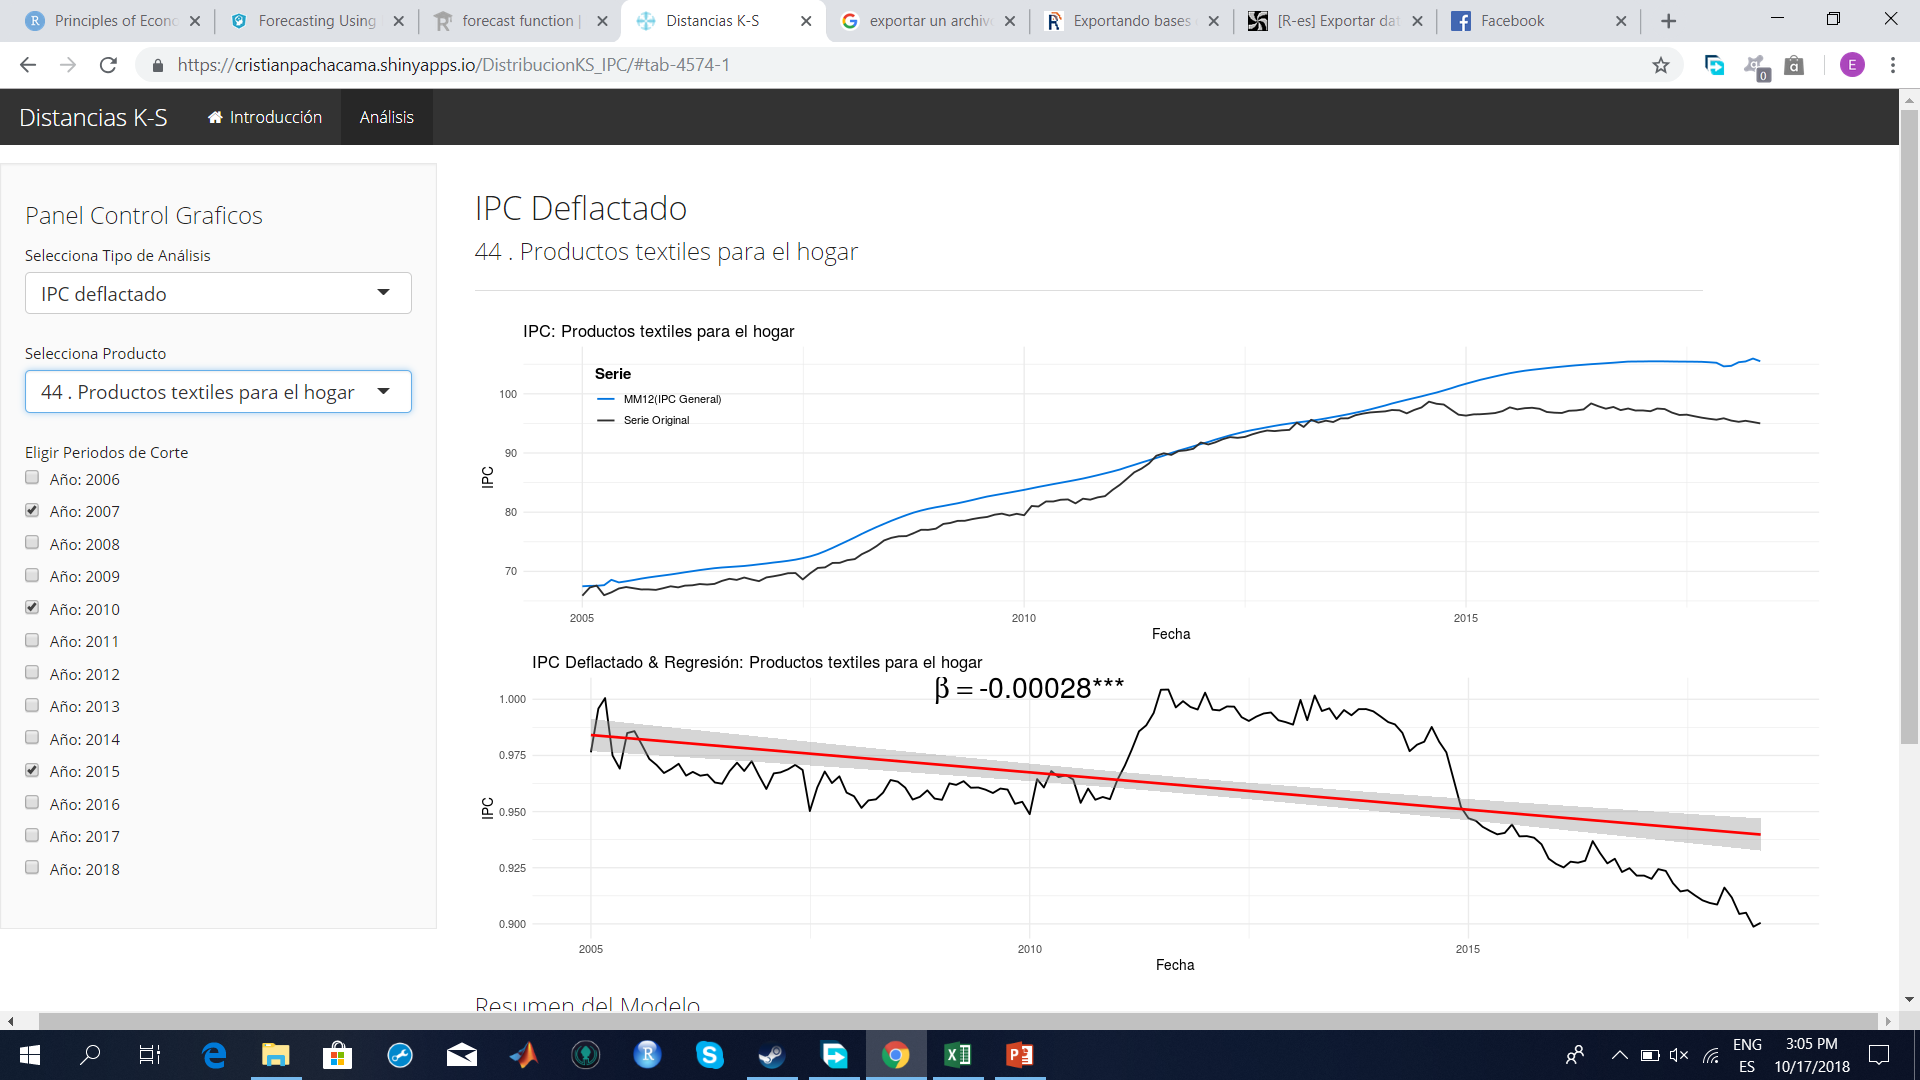 Principles of Econo
Forecasting Using
forecast function |
Distancias K-S
exportar un archiv
Exportando bases
[R-es] Exportar dat
Facebook
https://cristianpachacama.shinyapps.io/DistribucionKS_IPC/#tab-4574-1
0
a
E
Distancias K-S
Introducción
Análisis
Panel Control Graficos
Selecciona Tipo de Análisis
IPC deflactado
Selecciona Producto
44 . Productos textiles para el hogar
Eligir Periodos de Corte
Año: 2006
Año: 2007
Año: 2008
Año: 2009
Año: 2010
Año: 2011
Año: 2012
Año: 2013
Año: 2014
Año: 2015
Año: 2016
Año: 2017
Año: 2018
IPC Deflactado
44 . Productos textiles para el hogar
IPC: Productos textiles para el hogar
Serie
MM12(IPC General)
Serie Original
100
90
80
70
IPC
2005
2010
2015
Fecha
IPC Deflactado & Regresión: Productos textiles para el hogar
β = -0.00028***
1.000
0.975
0.950
0.925
0.900
IPC
2005
2010
2015
Fecha
Resumen del Modelo
ENG
ES
3:05 PM
10/17/2018